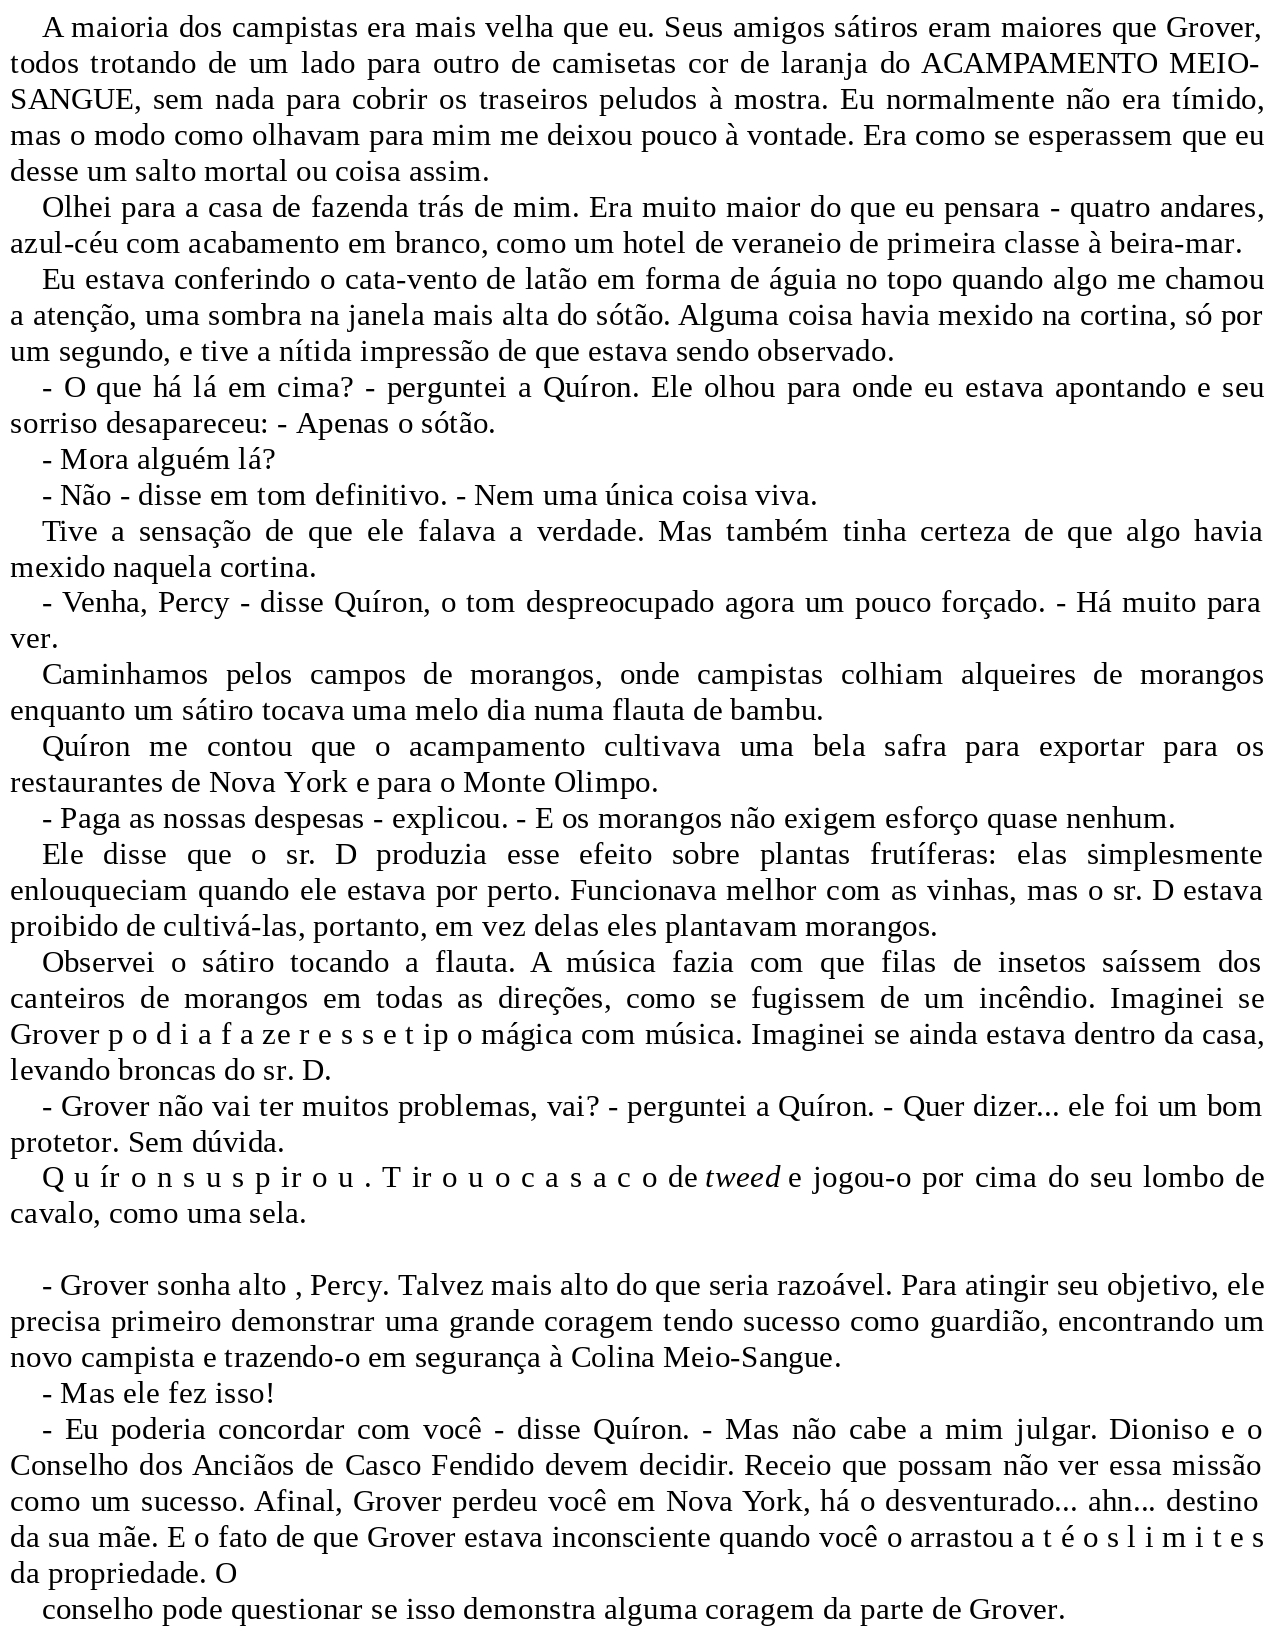 A maioria dos campistas era mais velha que eu. Seus amigos sátiros eram maiores que Grover,
todos trotando de um lado para outro de camisetas cor de laranja do ACAMPAMENTO MEIO-
SANGUE, sem nada para cobrir os traseiros peludos à mostra. Eu normalmente não era tímido,
mas o modo como olhavam para mim me deixou pouco à vontade. Era como se esperassem que eu
desse um salto mortal ou coisa assim.
Olhei para a casa de fazenda trás de mim. Era muito maior do que eu pensara - quatro andares,
azul-céu com acabamento em branco, como um hotel de veraneio de primeira classe à beira-mar.
Eu estava conferindo o cata-vento de latão em forma de águia no topo quando algo me chamou
a atenção, uma sombra na janela mais alta do sótão. Alguma coisa havia mexido na cortina, só por
um segundo, e tive a nítida impressão de que estava sendo observado.
- O que há lá em cima? - perguntei a Quíron. Ele olhou para onde eu estava apontando e seu
sorriso desapareceu: - Apenas o sótão.
- Mora alguém lá?
- Não - disse em tom definitivo. - Nem uma única coisa viva.
Tive a sensação de que ele falava a verdade. Mas também tinha certeza de que algo havia
mexido naquela cortina.
- Venha, Percy - disse Quíron, o tom despreocupado agora um pouco forçado. - Há muito para
ver.
Caminhamos pelos campos de morangos, onde campistas colhiam alqueires de morangos
enquanto um sátiro tocava uma melo dia numa flauta de bambu.
Quíron me contou que o acampamento cultivava uma bela safra para exportar para os
restaurantes de Nova York e para o Monte Olimpo.
- Paga as nossas despesas - explicou. - E os morangos não exigem esforço quase nenhum.
Ele disse que o sr. D produzia esse efeito sobre plantas frutíferas: elas simplesmente
enlouqueciam quando ele estava por perto. Funcionava melhor com as vinhas, mas o sr. D estava
proibido de cultivá-las, portanto, em vez delas eles plantavam morangos.
Observei o sátiro tocando a flauta. A música fazia com que filas de insetos saíssem dos
canteiros de morangos em todas as direções, como se fugissem de um incêndio. Imaginei se
Grover p o d i a f a ze r e s s e t ip o mágica com música. Imaginei se ainda estava dentro da casa,
levando broncas do sr. D.
- Grover não vai ter muitos problemas, vai? - perguntei a Quíron. - Quer dizer... ele foi um bom
protetor. Sem dúvida.
Q u ír o n s u s p ir o u . T ir o u o c a s a c o de tweed e jogou-o por cima do seu lombo de
cavalo, como uma sela.
- Grover sonha alto , Percy. Talvez mais alto do que seria razoável. Para atingir seu objetivo, ele
precisa primeiro demonstrar uma grande coragem tendo sucesso como guardião, encontrando um
novo campista e trazendo-o em segurança à Colina Meio-Sangue.
- Mas ele fez isso!
- Eu poderia concordar com você - disse Quíron. - Mas não cabe a mim julgar. Dioniso e o
Conselho dos Anciãos de Casco Fendido devem decidir. Receio que possam não ver essa missão
como um sucesso. Afinal, Grover perdeu você em Nova York, há o desventurado... ahn... destino
da sua mãe. E o fato de que Grover estava inconsciente quando você o arrastou a t é o s l i m i t e s
da propriedade. O
conselho pode questionar se isso demonstra alguma coragem da parte de Grover.